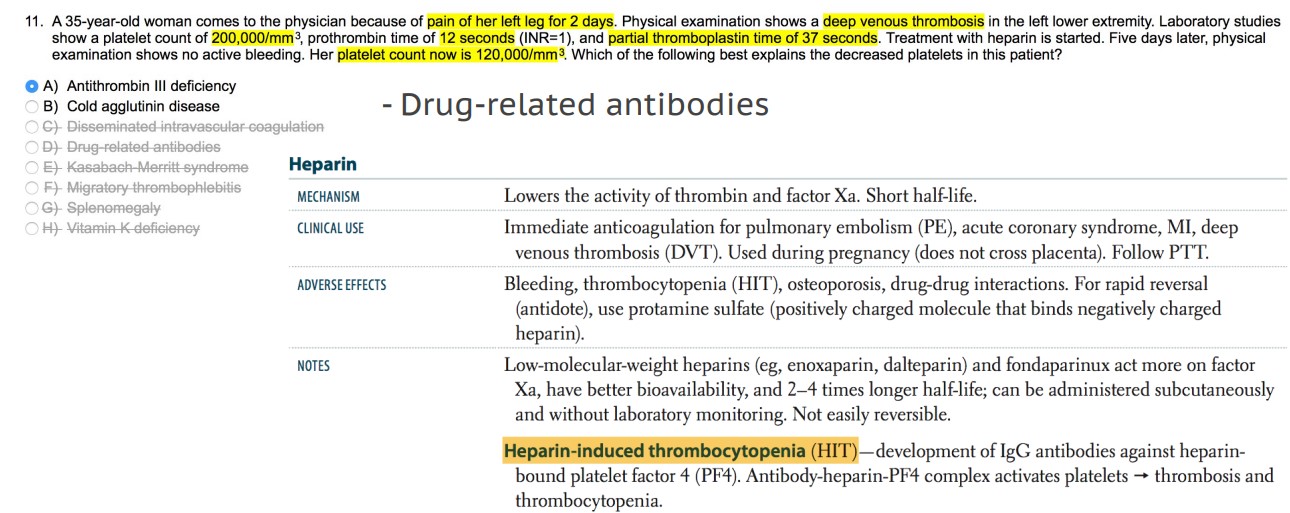 11. A 35-year-old woman comes to the physician because of pain of her left leg for 2 days. Physical examination shows a deep venous thrombosis in the left lower extremity. Laboratory studies
show a platelet count of 200,000/mm³, prothrombin time of 12 seconds (INR=1), and partial thromboplastin time of 37 seconds. Treatment with heparin is started. Five days later, physical
examination shows no active bleeding. Her platelet count now is 120,000/mm³. Which of the following best explains the decreased platelets in this patient?
A) Antithrombin III deficiency
B) Cold agglutinin disease
C) Disseminated intravascular coagulation
D) Drug-related antibodies
E) Kasabach-Merritt syndrome
F) Migratory thrombophlebitis
G) Splenomegaly
H) Vitamin K deficiency
- Drug-related antibodies
Heparin
MECHANISM Lowers the activity of thrombin and factor Xa. Short half-life.
CLINICAL USE Immediate anticoagulation for pulmonary embolism (PE), acute coronary syndrome, MI, deep
venous thrombosis (DVT). Used during pregnancy (does not cross placenta). Follow PTT.
ADVERSE EFFECTS Bleeding, thrombocytopenia (HIT), osteoporosis, drug-drug interactions. For rapid reversal
(antidote), use protamine sulfate (positively charged molecule that binds negatively charged
heparin).
NOTES Low-molecular-weight heparins (eg, enoxaparin, dalteparin) and fondaparinux act more on factor
Xa, have better bioavailability, and 2–4 times longer half-life; can be administered subcutaneously
and without laboratory monitoring. Not easily reversible.
Heparin-induced thrombocytopenia (HIT)—development of IgG antibodies against heparin-
bound platelet factor 4 (PF4). Antibody-heparin-PF4 complex activates platelets → thrombosis and
thrombocytopenia.